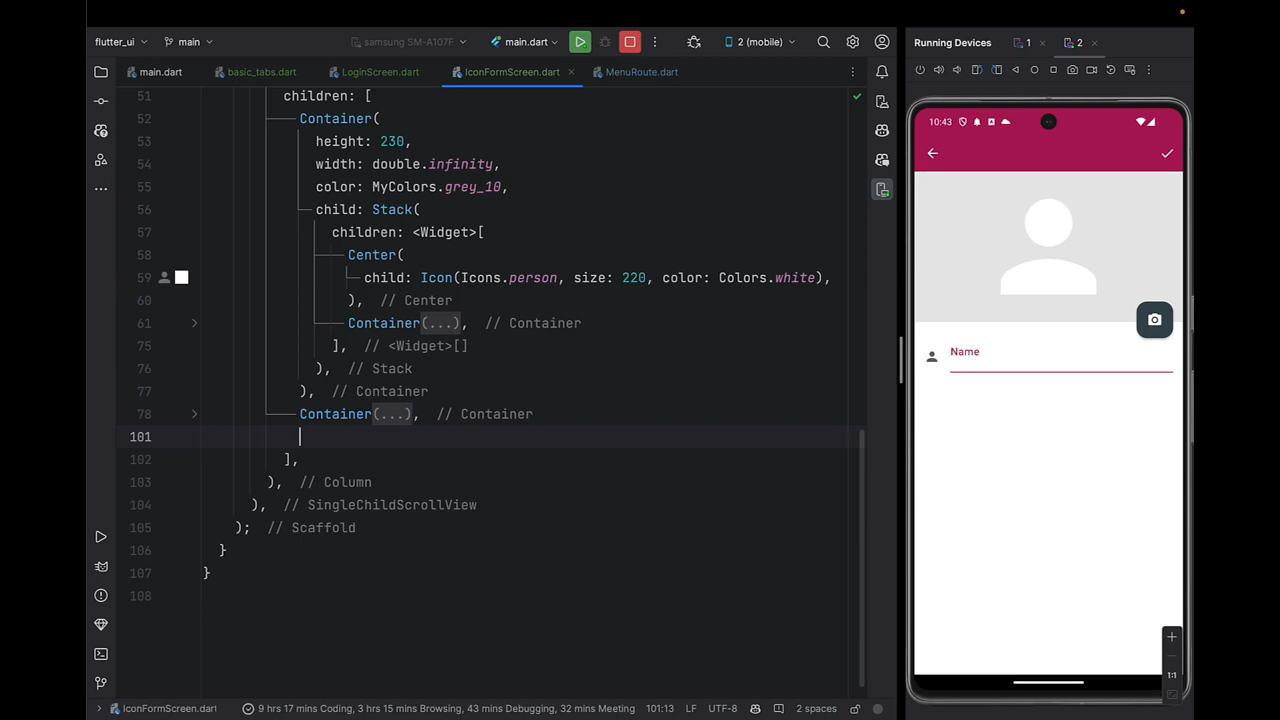 flutter_ui
main
samsung SM-A107F
main.dart
2 (mobile)
Running Devices
1
2
main.dart
basic_tabs.dart
LoginScreen.dart
IconFormScreen.dart
MenuRoute.dart
51 children: [
52 Container(
53 height: 230,
54 width: double.infinity,
55 color: MyColors.grey_10,
56 child: Stack(
57 children: <Widget>[
58 Center(
59 child: Icon(Icons.person, size: 220, color: Colors.white),
60 ), // Center
61 Container(...), // Container
75 ], // <Widget>[]
76 ), // Stack
77 ), // Container
78 Container(...), // Container
101
102 ],
103 ), // Column
104 ), // SingleChildScrollView
105 ); // Scaffold
106 }
107 }
108
10:43
Name
1:1
IconFormScreen.dart
9 hrs 17 mins Coding, 3 hrs 15 mins Browsing, 43 mins Debugging, 32 mins Meeting
101:13
LF
UTF-8
2 spaces